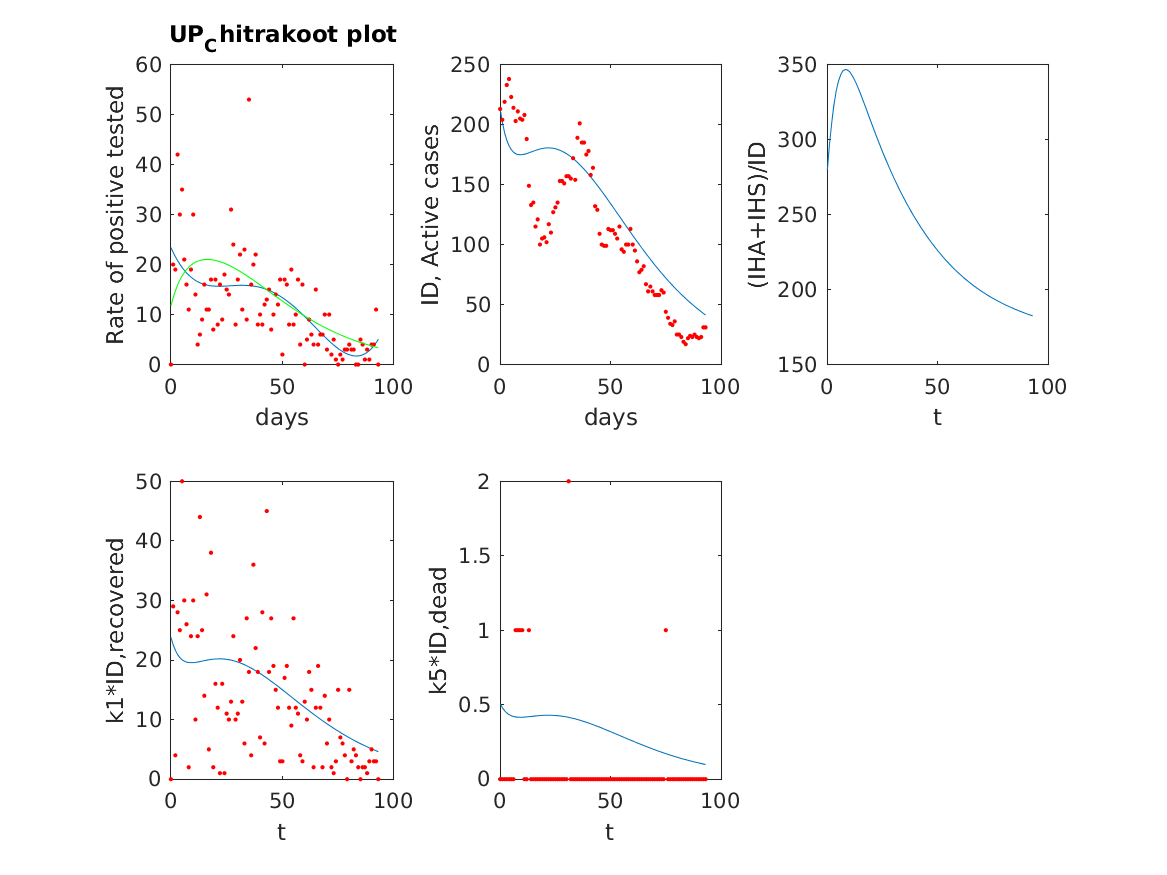 UP_Chitrakoot plot
60
50
40
30
20
10
0
0 50 100
days
Rate of positive tested
250
200
150
100
50
0
0 50 100
days
ID, Active cases
350
300
250
200
150
0 50 100
t
(IHA+IHS)/ID
50
40
30
20
10
0
0 50 100
t
k1*ID,recovered
2
1.5
1
0.5
0
0 50 100
t
k5*ID,dead